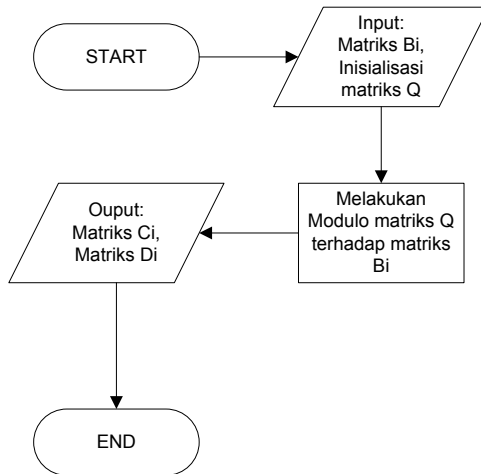 START
Input:
Matriks Bi,
Inisialisasi
matriks Q
Melakukan
Modulo matriks Q
terhadap matriks
Bi
Ouput:
Matriks Ci,
Matriks Di
END